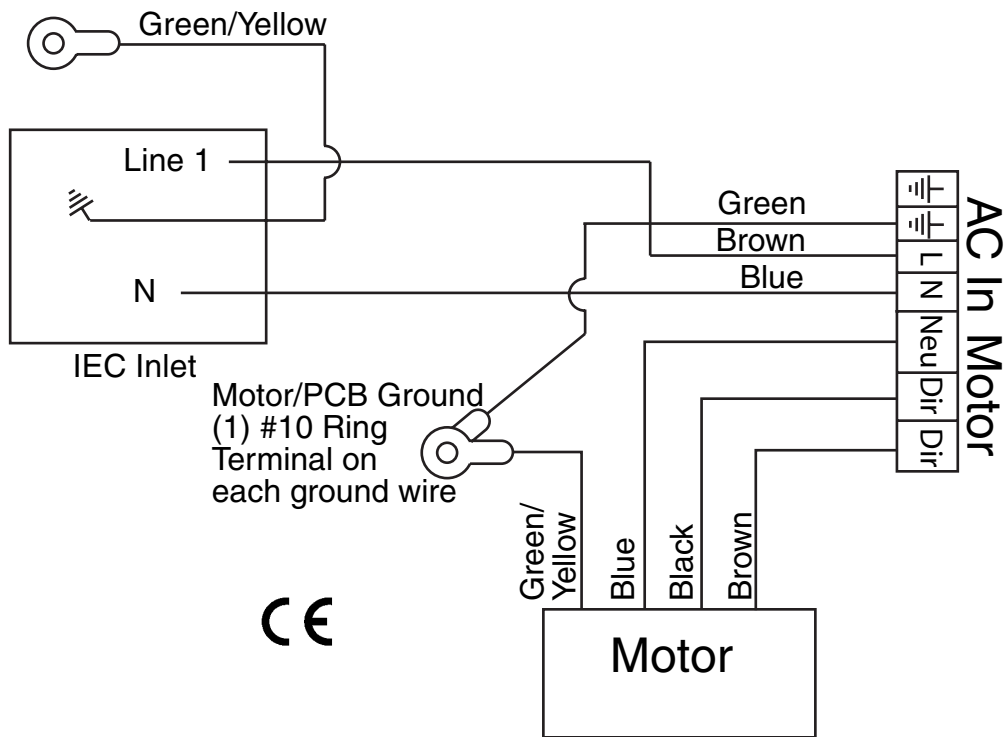 Green/Yellow
Line 1
N
IEC Inlet
Green
Brown
Blue
L
N
Neu
Dir
Dir
AC In Motor
Motor/PCB Ground
(1) #10 Ring
Terminal on
each ground wire
Green/
Yellow
Blue
Black
Brown
CE
Motor